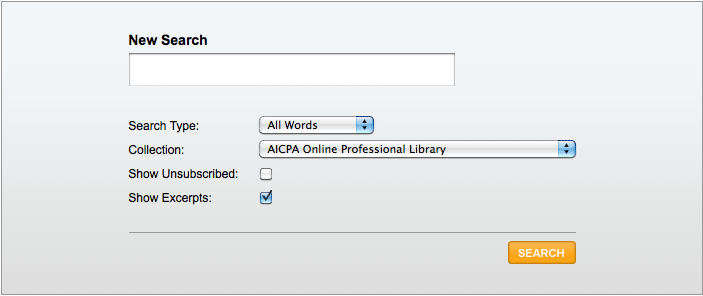 New Search
Search Type: All Words
Collection: AICPA Online Professional Library
Show Unsubscribed:
Show Excerpts:
SEARCH